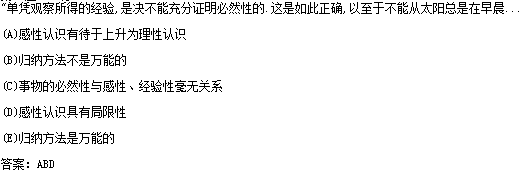 "单凭观察所得的经验,是决不能充分证明必然性的.这是如此正确,以至于不能从太阳总是在早晨...
(A)感性认识有待于上升为理性认识
(B)归纳方法不是万能的
(C)事物的必然性与感性、经验性毫无关系
(D)感性认识具有局限性
(E)归纳方法是万能的
答案: ABD